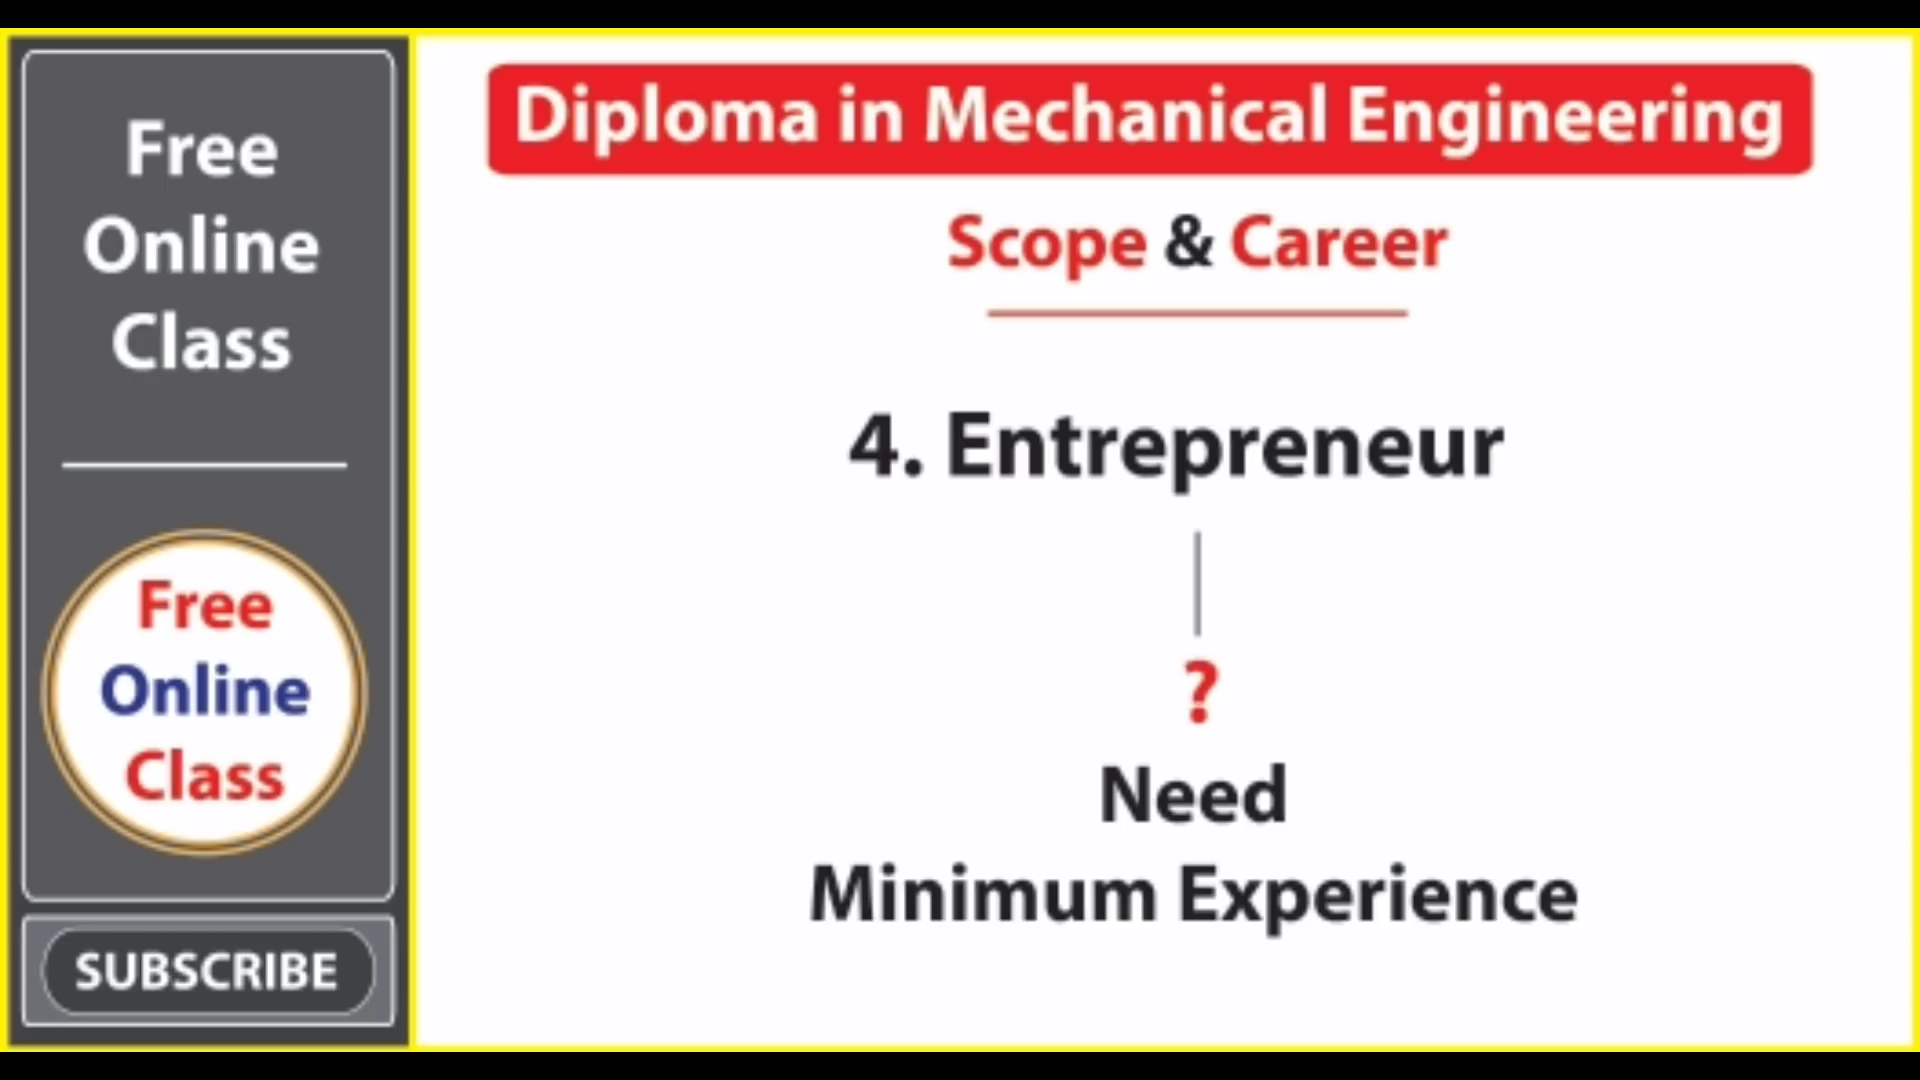 Free
Online
Class
Free
Online
Class
SUBSCRIBE
Diploma in Mechanical Engineering
Scope & Career
4. Entrepreneur
?
Need
Minimum Experience